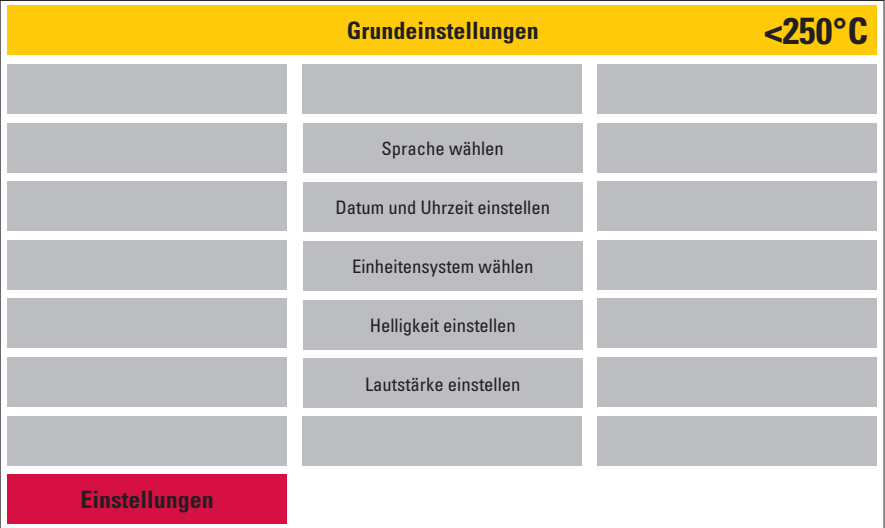 Grundeinstellungen
<250°C
Sprache wählen
Datum und Uhrzeit einstellen
Einheitensystem wählen
Helligkeit einstellen
Lautstärke einstellen
Einstellungen